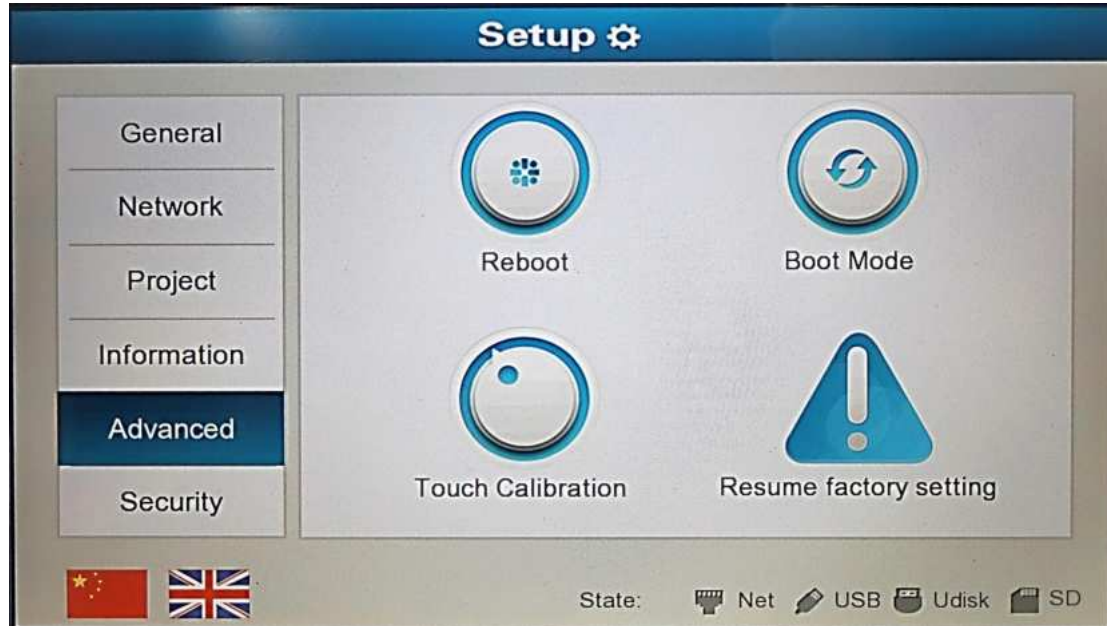 Setup
General
Network
Project
Information
Advanced
Security
Reboot
Boot Mode
Touch Calibration
Resume factory setting
State: Net USB Udisk SD